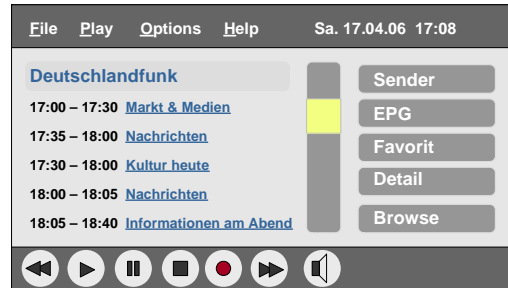 File Play Options Help Sa. 17.04.06 17:08
Deutschlandfunk
17:00 – 17:30 Markt & Medien
17:35 – 18:00 Nachrichten
17:30 – 18:00 Kultur heute
18:00 – 18:05 Nachrichten
18:05 – 18:40 Informationen am Abend
Sender
EPG
Favorit
Detail
Browse